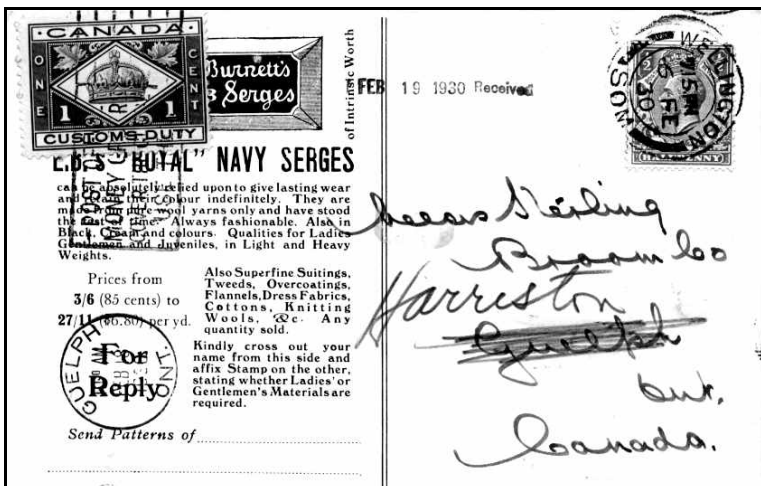 CANADA
ONE CENT
1 1
CUSTOMS DUTY
Burnett's
Serges
of Intrinsic Worth
E.B.'s "ROYAL" NAVY SERGES
can be absolutely relied upon to give lasting wear
and retain their colour indefinitely. They are
made from pure wool yarns only and have stood
the test of time. Always fashionable. Also in
Black, Cream and colours. Qualities for Ladies
Gentlemen and Juveniles, in Light and Heavy
Weights.
Prices from
3/6 (85 cents) to
27/11 ($6.80) per yd.
For
Reply
GUELPH
ONT.
Also Superfine Suitings,
Tweeds, Overcoatings,
Flannels, Dress Fabrics,
Cottons, Knitting
Wools, &c. Any
quantity sold.
Kindly cross out your
name from this side and
affix Stamp on the other,
stating whether Ladies' or
Gentlemen's Materials are
required.
Send Patterns of
FEB 19 1930 Received
WELLINGTON
SOM
HALFPENNY
Messrs Sterling
Broom Co
Harriston
Guelph
Ont.
Canada.